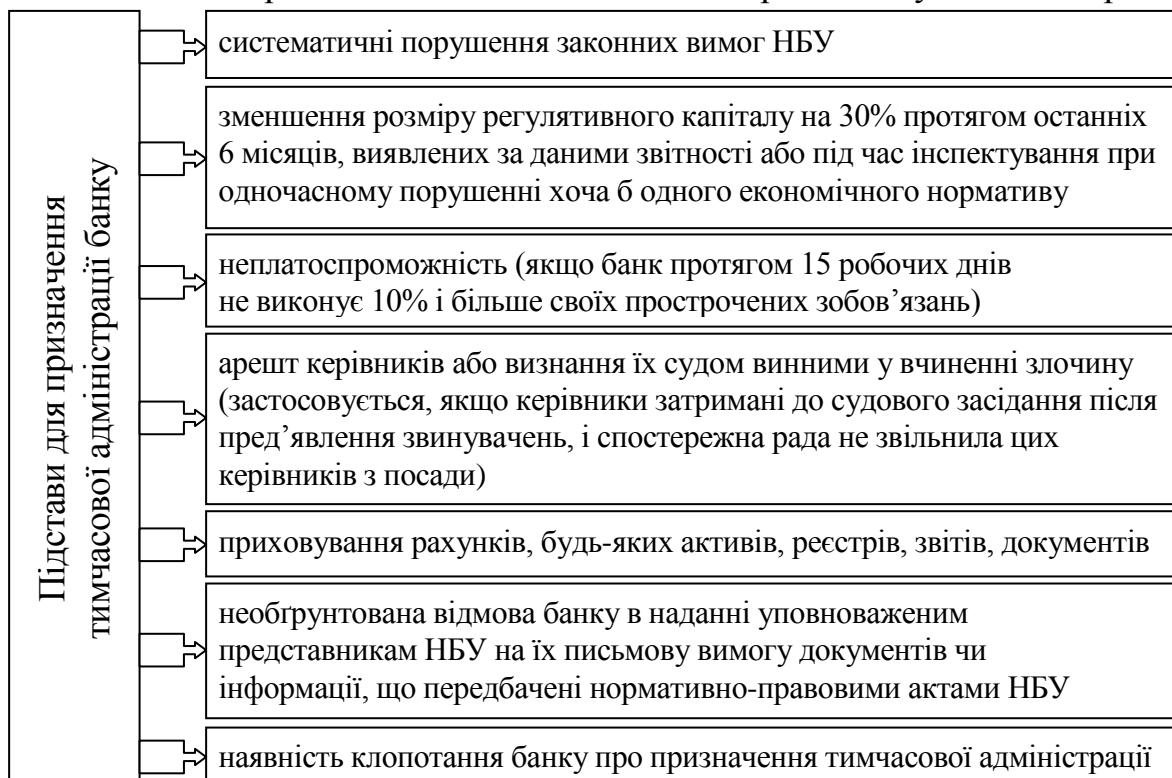 Підстави для призначення
тимчасової адміністрації банку
систематичні порушення законних вимог НБУ
зменшення розміру регулятивного капіталу на 30% протягом останніх
6 місяців, виявлених за даними звітності або під час інспектування при
одночасному порушенні хоча б одного економічного нормативу
неплатоспроможність (якщо банк протягом 15 робочих днів
не виконує 10% і більше своїх прострочених зобов’язань)
арешт керівників або визнання їх судом винними у вчиненні злочину
(застосовується, якщо керівники затримані до судового засідання після
пред’явлення звинувачень, і спостережна рада не звільнила цих
керівників з посади)
приховування рахунків, будь-яких активів, реєстрів, звітів, документів
необґрунтована відмова банку в наданні уповноваженим
представникам НБУ на їх письмову вимогу документів чи
інформації, що передбачені нормативно-правовими актами НБУ
наявність клопотання банку про призначення тимчасової адміністрації